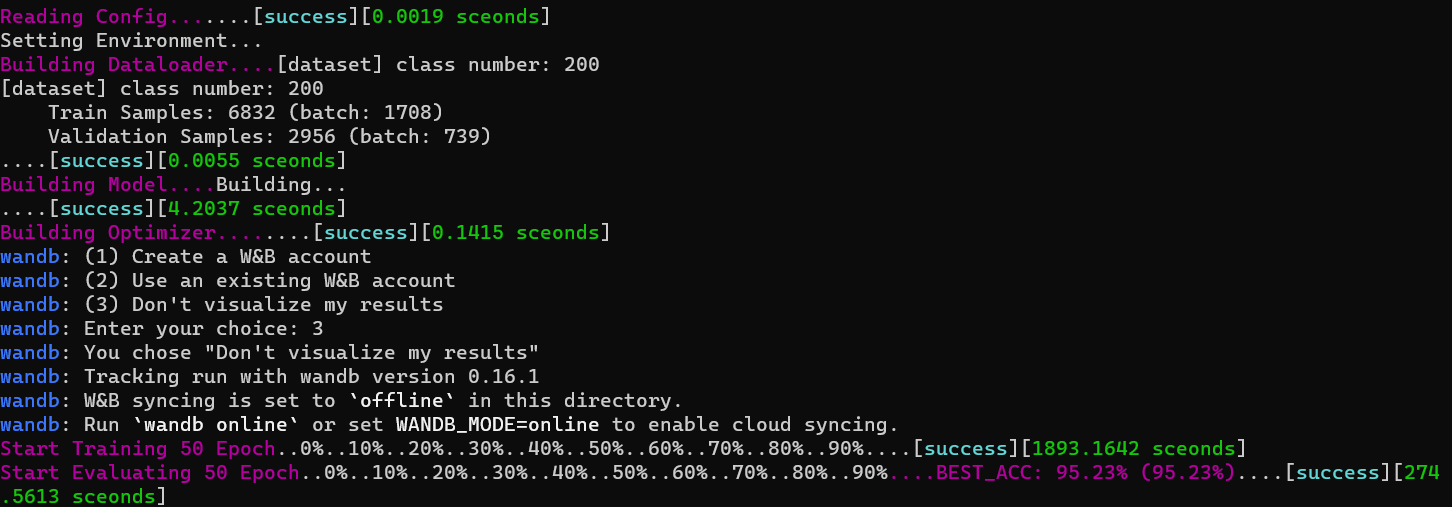 Reading Config.......[success][0.0019 sceonds]
Setting Environment...
Building Dataloader....[dataset] class number: 200
[dataset] class number: 200
    Train Samples: 6832 (batch: 1708)
    Validation Samples: 2956 (batch: 739)
....[success][0.0055 sceonds]
Building Model....Building...
....[success][4.2037 sceonds]
Building Optimizer........[success][0.1415 sceonds]
wandb: (1) Create a W&B account
wandb: (2) Use an existing W&B account
wandb: (3) Don't visualize my results
wandb: Enter your choice: 3
wandb: You chose "Don't visualize my results"
wandb: Tracking run with wandb version 0.16.1
wandb: W&B syncing is set to `offline` in this directory.
wandb: Run `wandb online` or set WANDB_MODE=online to enable cloud syncing.
Start Training 50 Epoch..0%..10%..20%..30%..40%..50%..60%..70%..80%..90%....[success][1893.1642 sceonds]
Start Evaluating 50 Epoch..0%..10%..20%..30%..40%..50%..60%..70%..80%..90%....BEST_ACC: 95.23% (95.23%)....[success][274
.5613 sceonds]